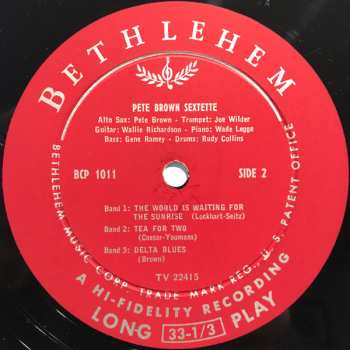 BETHLEHEM
PETE BROWN SEXTETTE
Alto Sax: Pete Brown - Trumpet: Joe Wilder
Guitar: Wallie Richardson - Piano: Wade Legge
Bass: Gene Ramey - Drums: Rudy Collins
BCP 1011
SIDE 2
Band 1: THE WORLD IS WAITING FOR
THE SUNRISE (Lockhart-Seitz)
Band 2: TEA FOR TWO
(Caesar-Youmans)
Band 3: DELTA BLUES
(Brown)
TV 22415
BETHLEHEM MUSIC CORP. TRADE MARK REG., U. S. PATENT OFFICE
A HI-FIDELITY RECORDING
LONG 33-1/3 PLAY